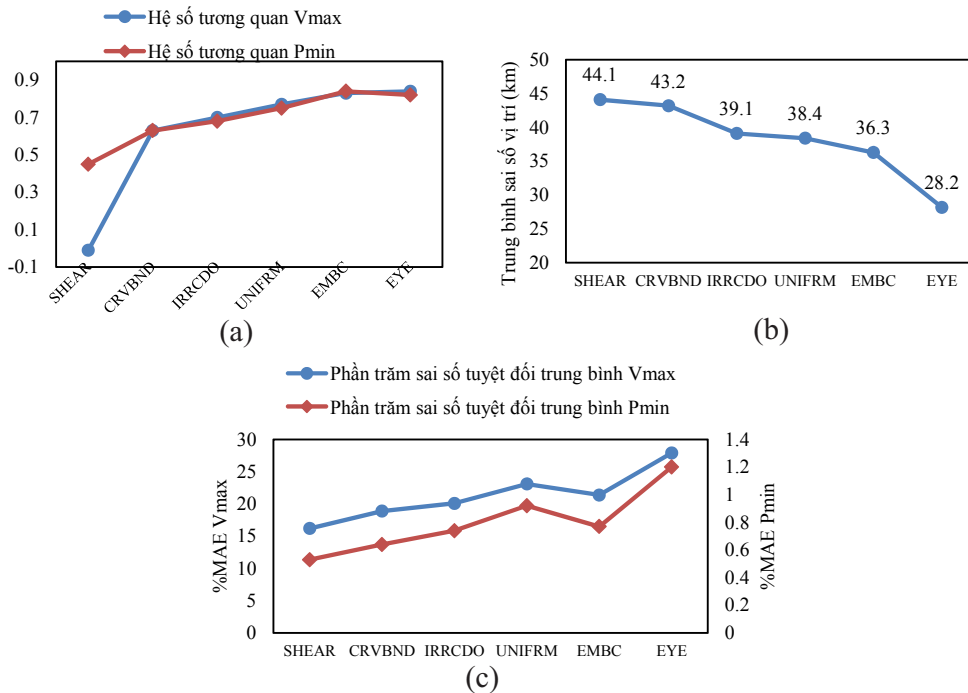 Hệ số tương quan Vmax
Hệ số tương quan Pmin
0.9
0.7
0.5
0.3
0.1
-0.1
SHEAR
CRVBND
IRRCDO
UNIFRM
EMBC
EYE
(a)
Trung bình sai số vị trí (km)
50
45
40
35
30
25
20
44.1
43.2
39.1
38.4
36.3
28.2
SHEAR CRVBND IRRCDO UNIFRM EMBC EYE
(b)
Phần trăm sai số tuyệt đối trung bình Vmax
Phần trăm sai số tuyệt đối trung bình Pmin
%MAE Vmax
30
25
20
15
10
5
0
1.4
1.2
1
0.8
0.6
0.4
0.2
0
%MAE Pmin
SHEAR CRVBND IRRCDO UNIFRM EMBC EYE
(c)